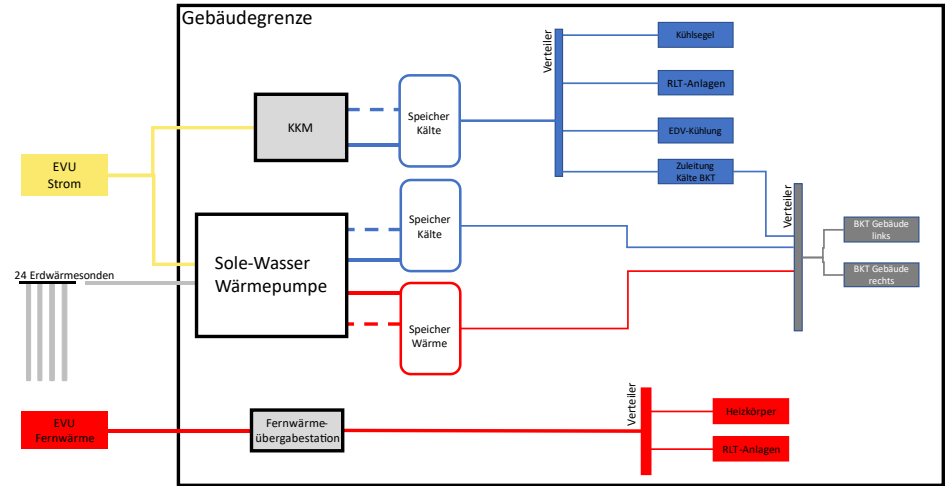 Gebäudegrenze
Verteiler
Kühlsegel
RLT-Anlagen
EDV-Kühlung
Zuleitung
Kälte BKT
KKM
Speicher
Kälte
EVU
Strom
Speicher
Kälte
Verteiler
BKT Gebäude
links
BKT Gebäude
rechts
Sole-Wasser
Wärmepumpe
24 Erdwärmesonden
Speicher
Wärme
EVU
Fernwärme
Fernwärme-
übergabestation
Verteiler
Heizkörper
RLT-Anlagen